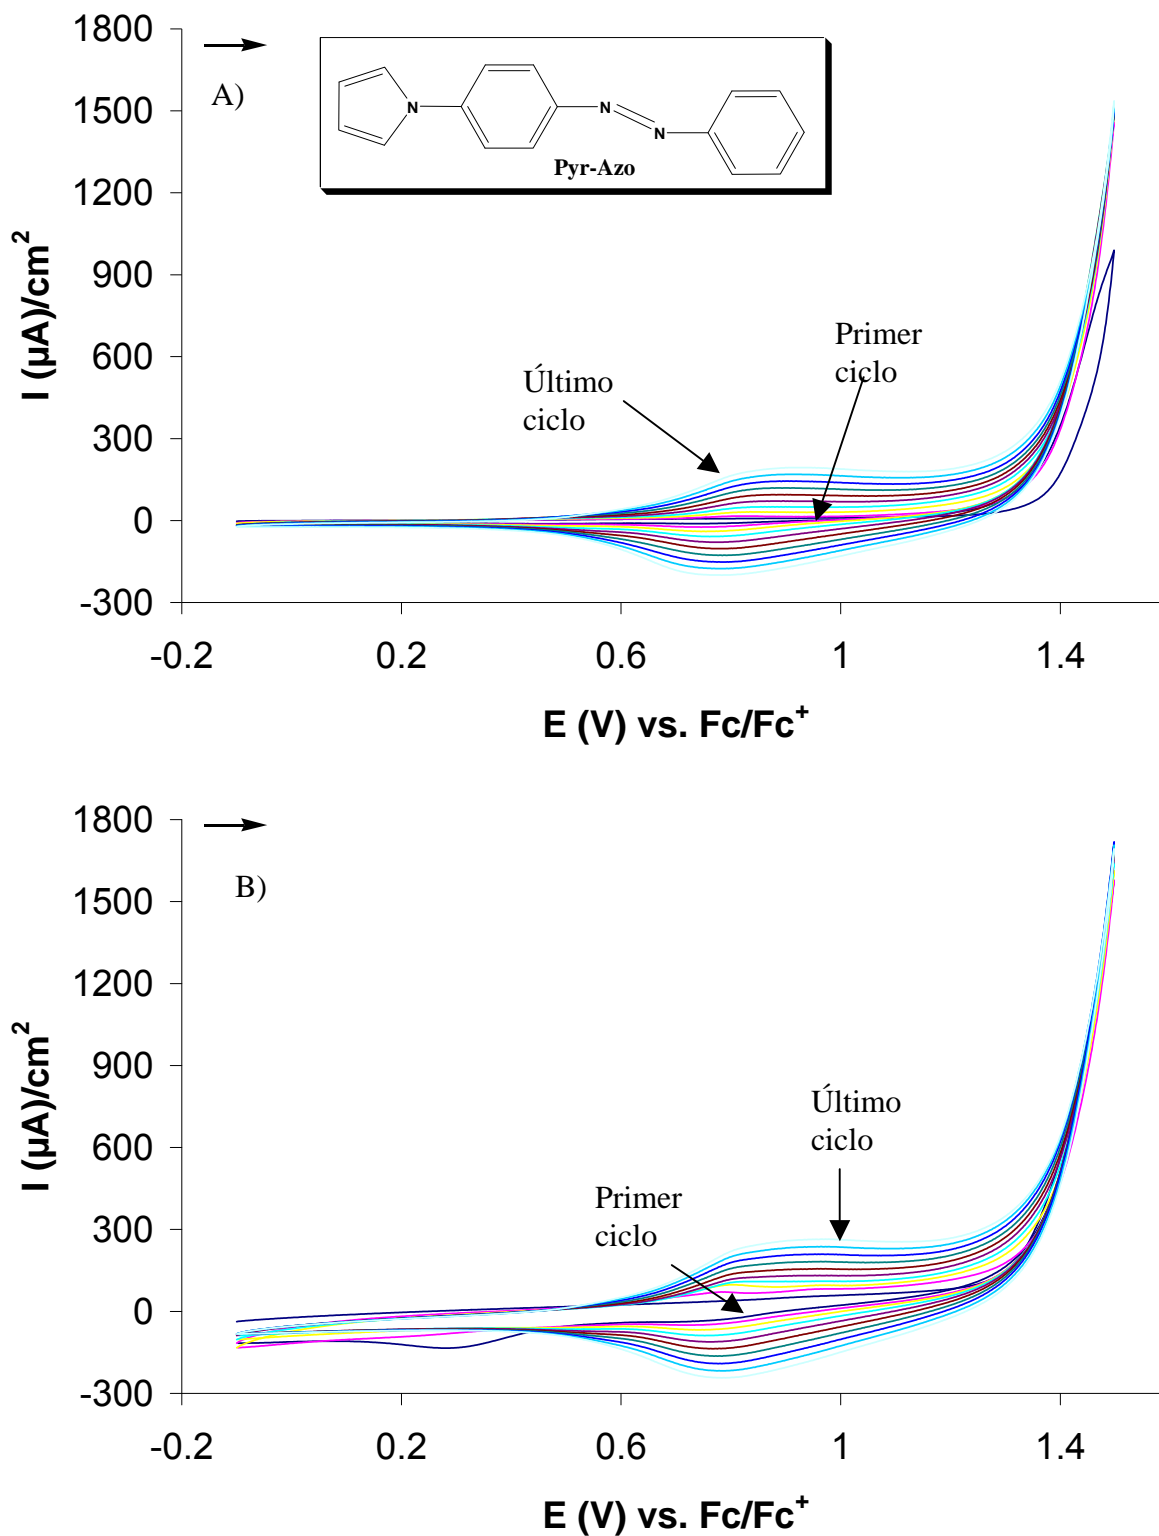 1800
1500
1200
900
600
300
0
-300
I (µA)/cm²
A)
N
N
N
Pyr-Azo
Primer
ciclo
Último
ciclo
-0.2
0.2
0.6
1
1.4
E (V) vs. Fc/Fc⁺
1800
1500
1200
900
600
300
0
-300
I (µA)/cm²
B)
Último
ciclo
Primer
ciclo
-0.2
0.2
0.6
1
1.4
E (V) vs. Fc/Fc⁺